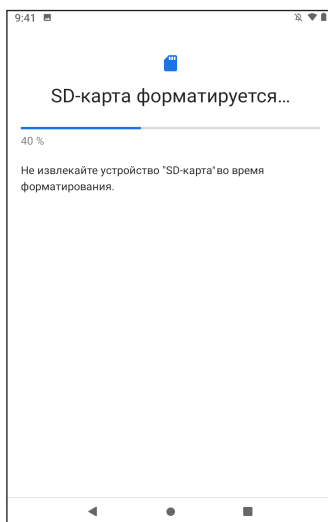 9:41
SD-карта форматируется…
40 %
Не извлекайте устройство "SD-карта" во время
форматирования.